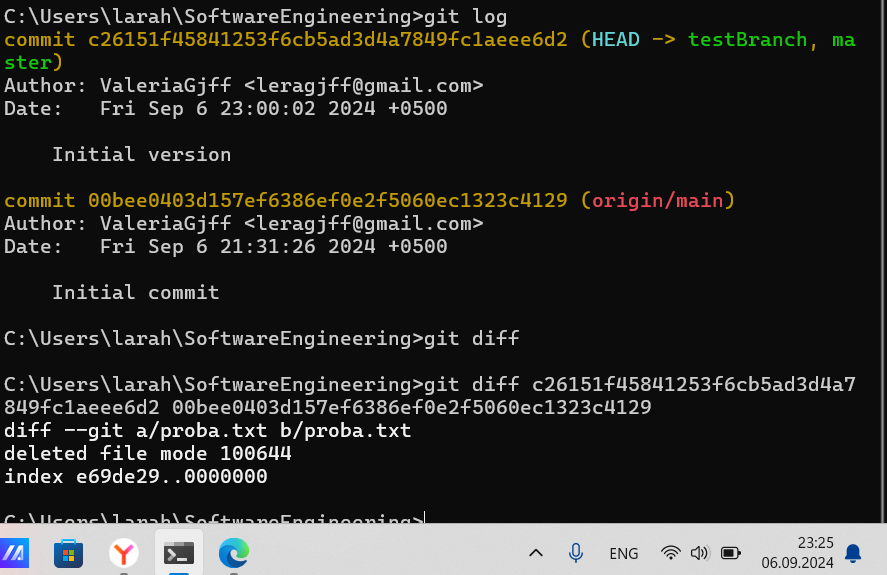 C:\Users\larah\SoftwareEngineering>git log
commit c26151f45841253f6cb5ad3d4a7849fc1aeee6d2 (HEAD -> testBranch, ma
ster)
Author: ValeriaGjff <leragjff@gmail.com>
Date:   Fri Sep 6 23:00:02 2024 +0500
    Initial version
commit 00bee0403d157ef6386ef0e2f5060ec1323c4129 (origin/main)
Author: ValeriaGjff <leragjff@gmail.com>
Date:   Fri Sep 6 21:31:26 2024 +0500
    Initial commit
C:\Users\larah\SoftwareEngineering>git diff
C:\Users\larah\SoftwareEngineering>git diff c26151f45841253f6cb5ad3d4a7
849fc1aeee6d2 00bee0403d157ef6386ef0e2f5060ec1323c4129
diff --git a/proba.txt b/proba.txt
deleted file mode 100644
index e69de29..0000000
C:\Users\larah\SoftwareEngineering>
ENG
23:25
06.09.2024